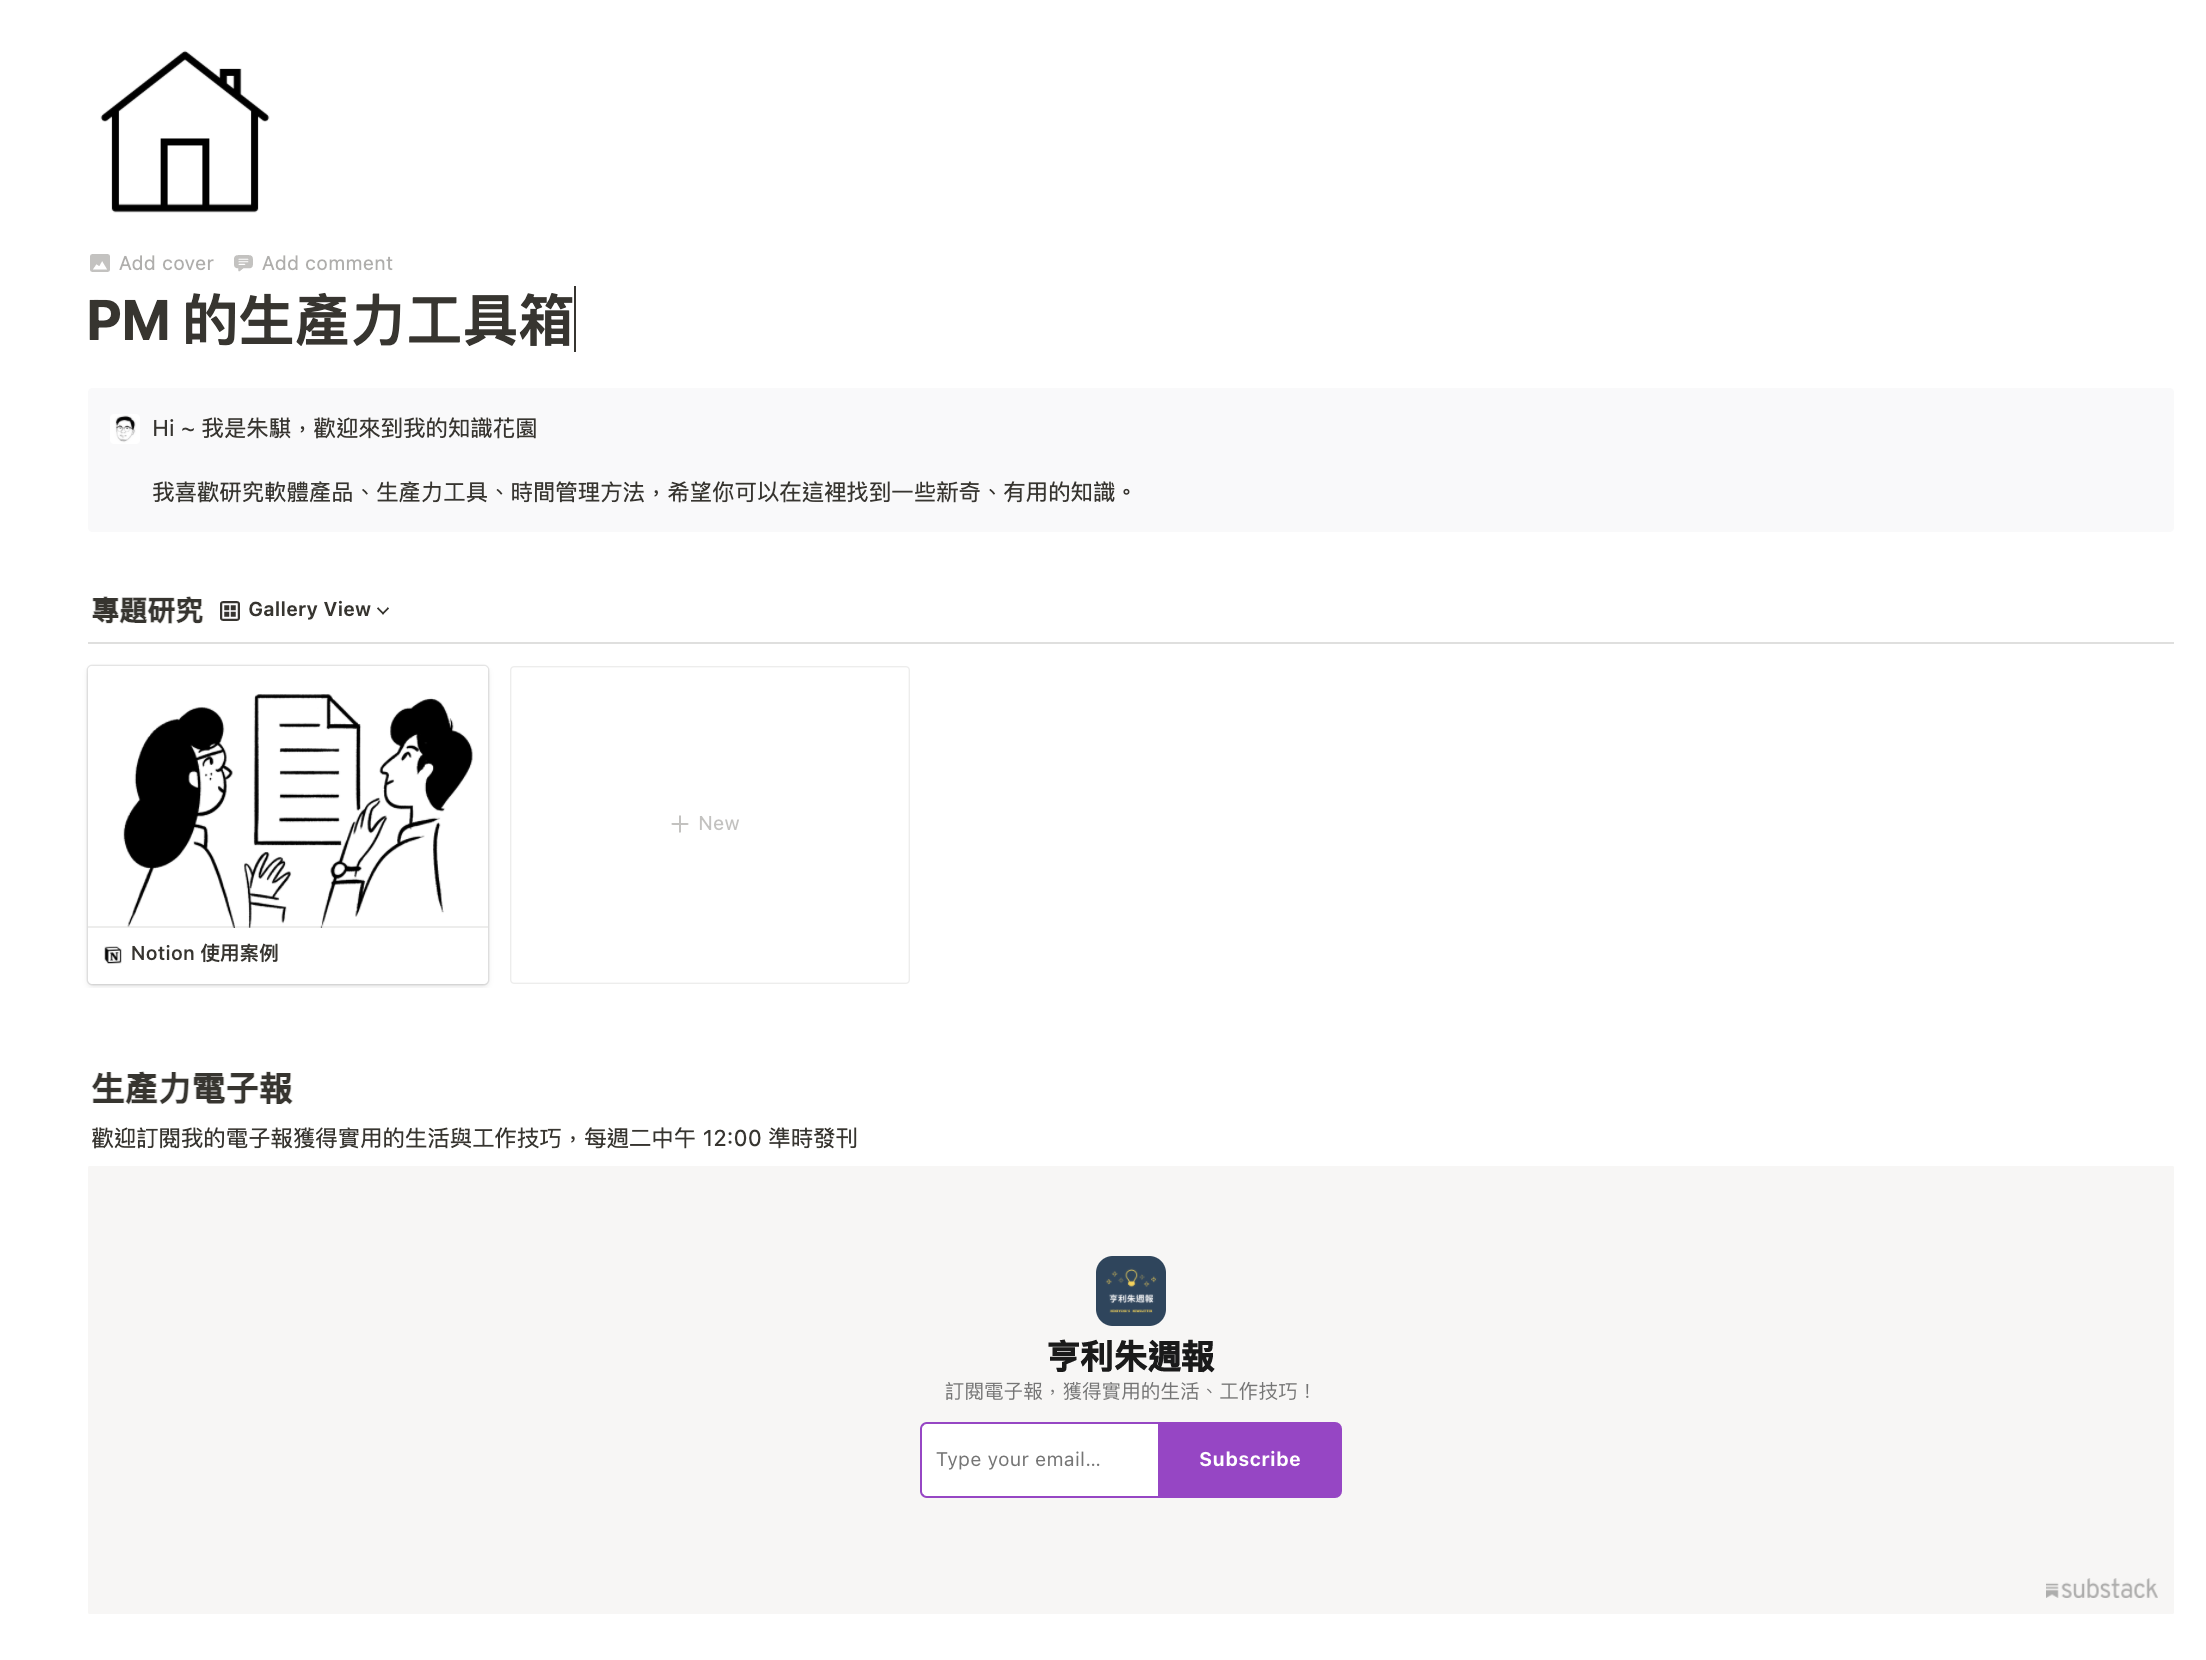 Add cover Add comment
PM 的生產力工具箱
Hi ~ 我是朱騏，歡迎來到我的知識花園
我喜歡研究軟體產品、生產力工具、時間管理方法，希望你可以在這裡找到一些新奇、有用的知識。
專題研究 Gallery View
New
Notion 使用案例
生產力電子報
歡迎訂閱我的電子報獲得實用的生活與工作技巧，每週二中午 12:00 準時發刊
亨利朱週報
亨利朱週報
訂閱電子報，獲得實用的生活、工作技巧！
Type your email... Subscribe
substack